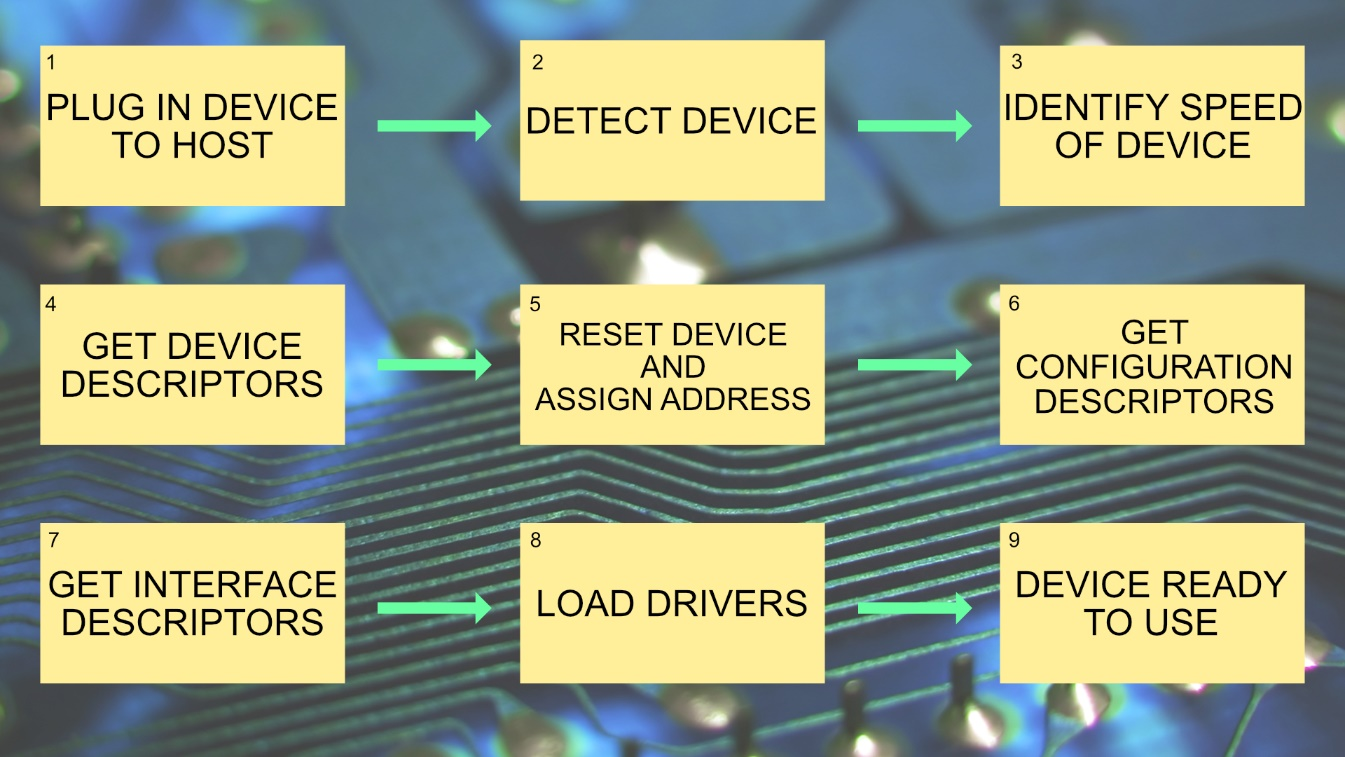 1
PLUG IN DEVICE
TO HOST
2
DETECT DEVICE
3
IDENTIFY SPEED
OF DEVICE
4
GET DEVICE
DESCRIPTORS
5
RESET DEVICE
AND
ASSIGN ADDRESS
6
GET
CONFIGURATION
DESCRIPTORS
7
GET INTERFACE
DESCRIPTORS
8
LOAD DRIVERS
9
DEVICE READY
TO USE